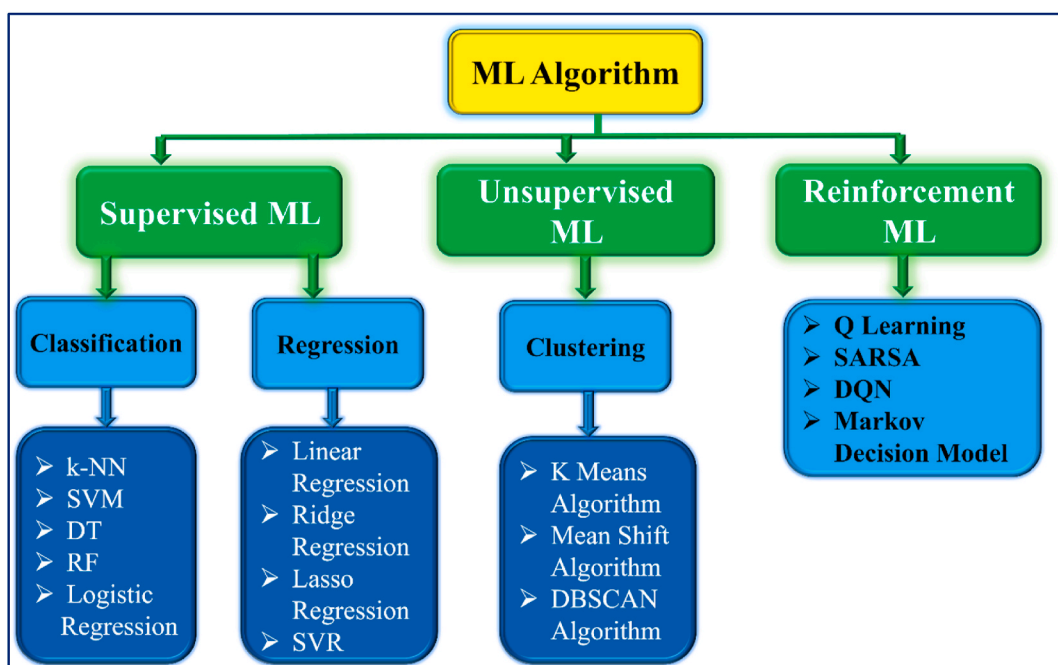 ML Algorithm
Supervised ML
Unsupervised
ML
Reinforcement
ML
Classification
Regression
Clustering
➢ Q Learning
➢ SARSA
➢ DQN
➢ Markov
Decision Model
➢ k-NN
➢ SVM
➢ DT
➢ RF
➢ Logistic
Regression
➢ Linear
Regression
➢ Ridge
Regression
➢ Lasso
Regression
➢ SVR
➢ K Means
Algorithm
➢ Mean Shift
Algorithm
➢ DBSCAN
Algorithm